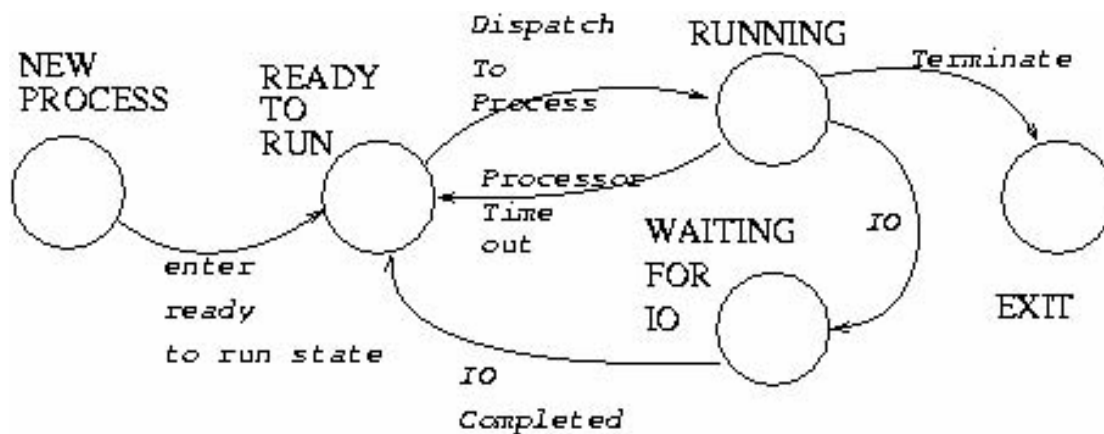 NEW
PROCESS
READY
TO
RUN
Dispatch
To
Process
RUNNING
Terminate
Processor
Time
out
enter
ready
to run state
WAITING
FOR
IO
IO
IO
Completed
EXIT